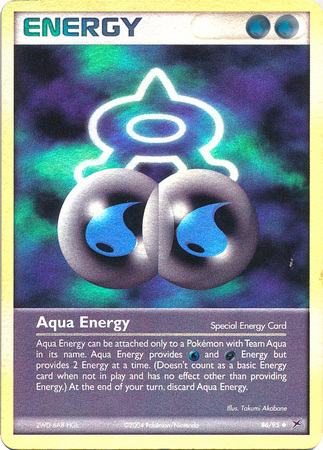 ENERGY
Aqua Energy Special Energy Card
Aqua Energy can be attached only to a Pokémon with Team Aqua
in its name. Aqua Energy provides and Energy but
provides 2 Energy at a time. (Doesn't count as a basic Energy
card when not in play and has no effect other than providing
Energy.) At the end of your turn, discard Aqua Energy.
Illus. Takumi Akabane
©2004 Pokémon/Nintendo 86/95